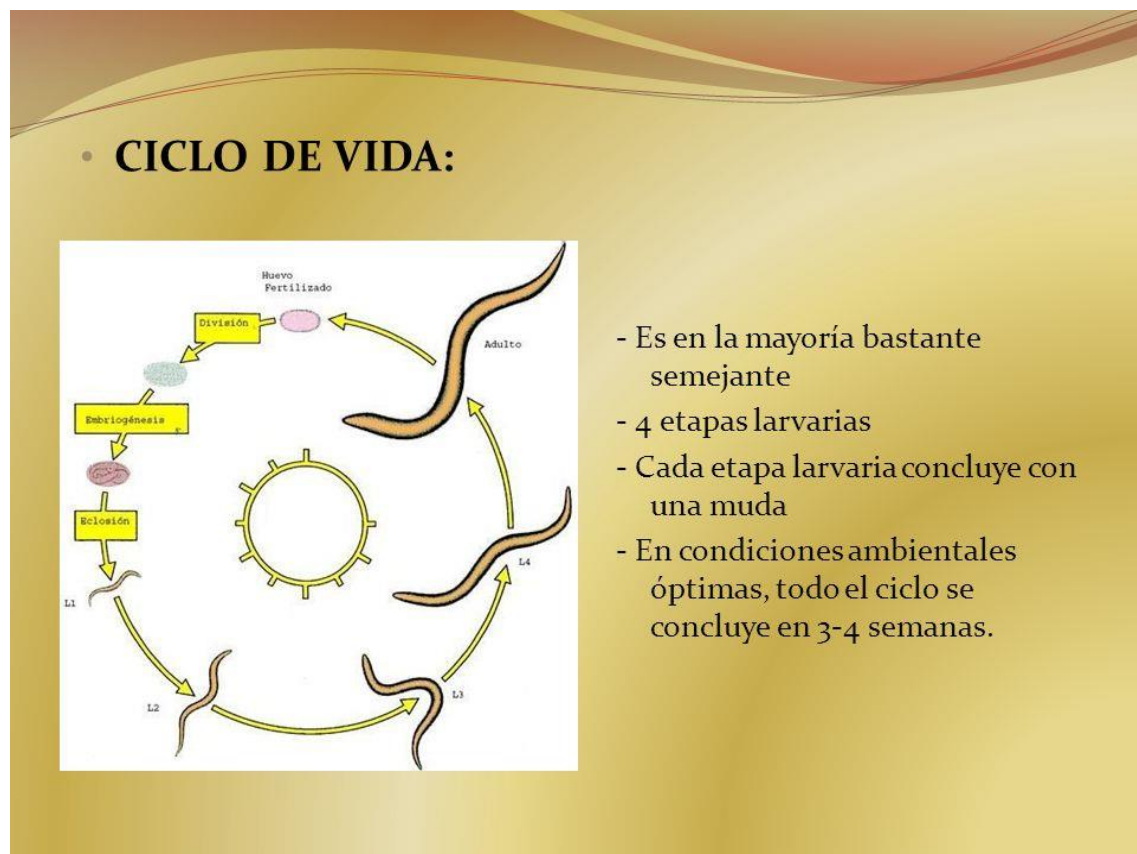 • CICLO DE VIDA:
Huevo
Fertilizado
División
Adulto
Embriogénesis
Eclosión
L1
L2
L3
L4
- Es en la mayoría bastante
semejante
- 4 etapas larvarias
- Cada etapa larvaria concluye con
una muda
- En condiciones ambientales
óptimas, todo el ciclo se
concluye en 3-4 semanas.